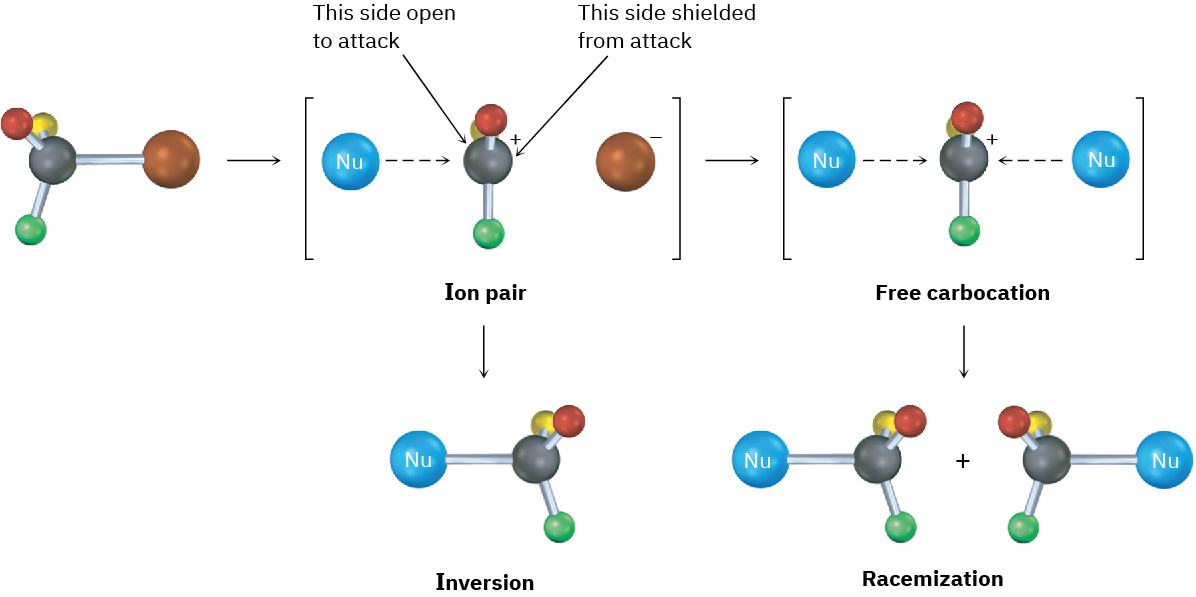 This side open
to attack
This side shielded
from attack
Nu
+
−
Nu
+
Nu
Ion pair
Free carbocation
Nu
Nu
+
Nu
Inversion
Racemization